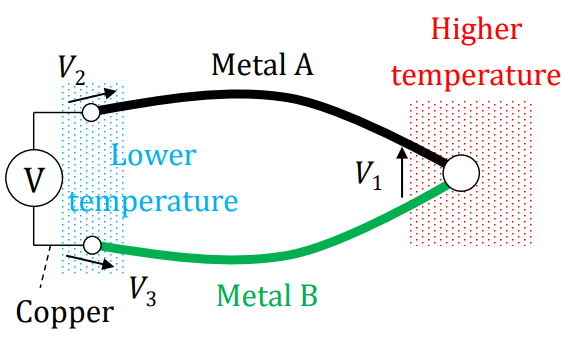 Higher
temperature
Metal A
V2
Lower
temperature
V1
V
V3
Metal B
Copper